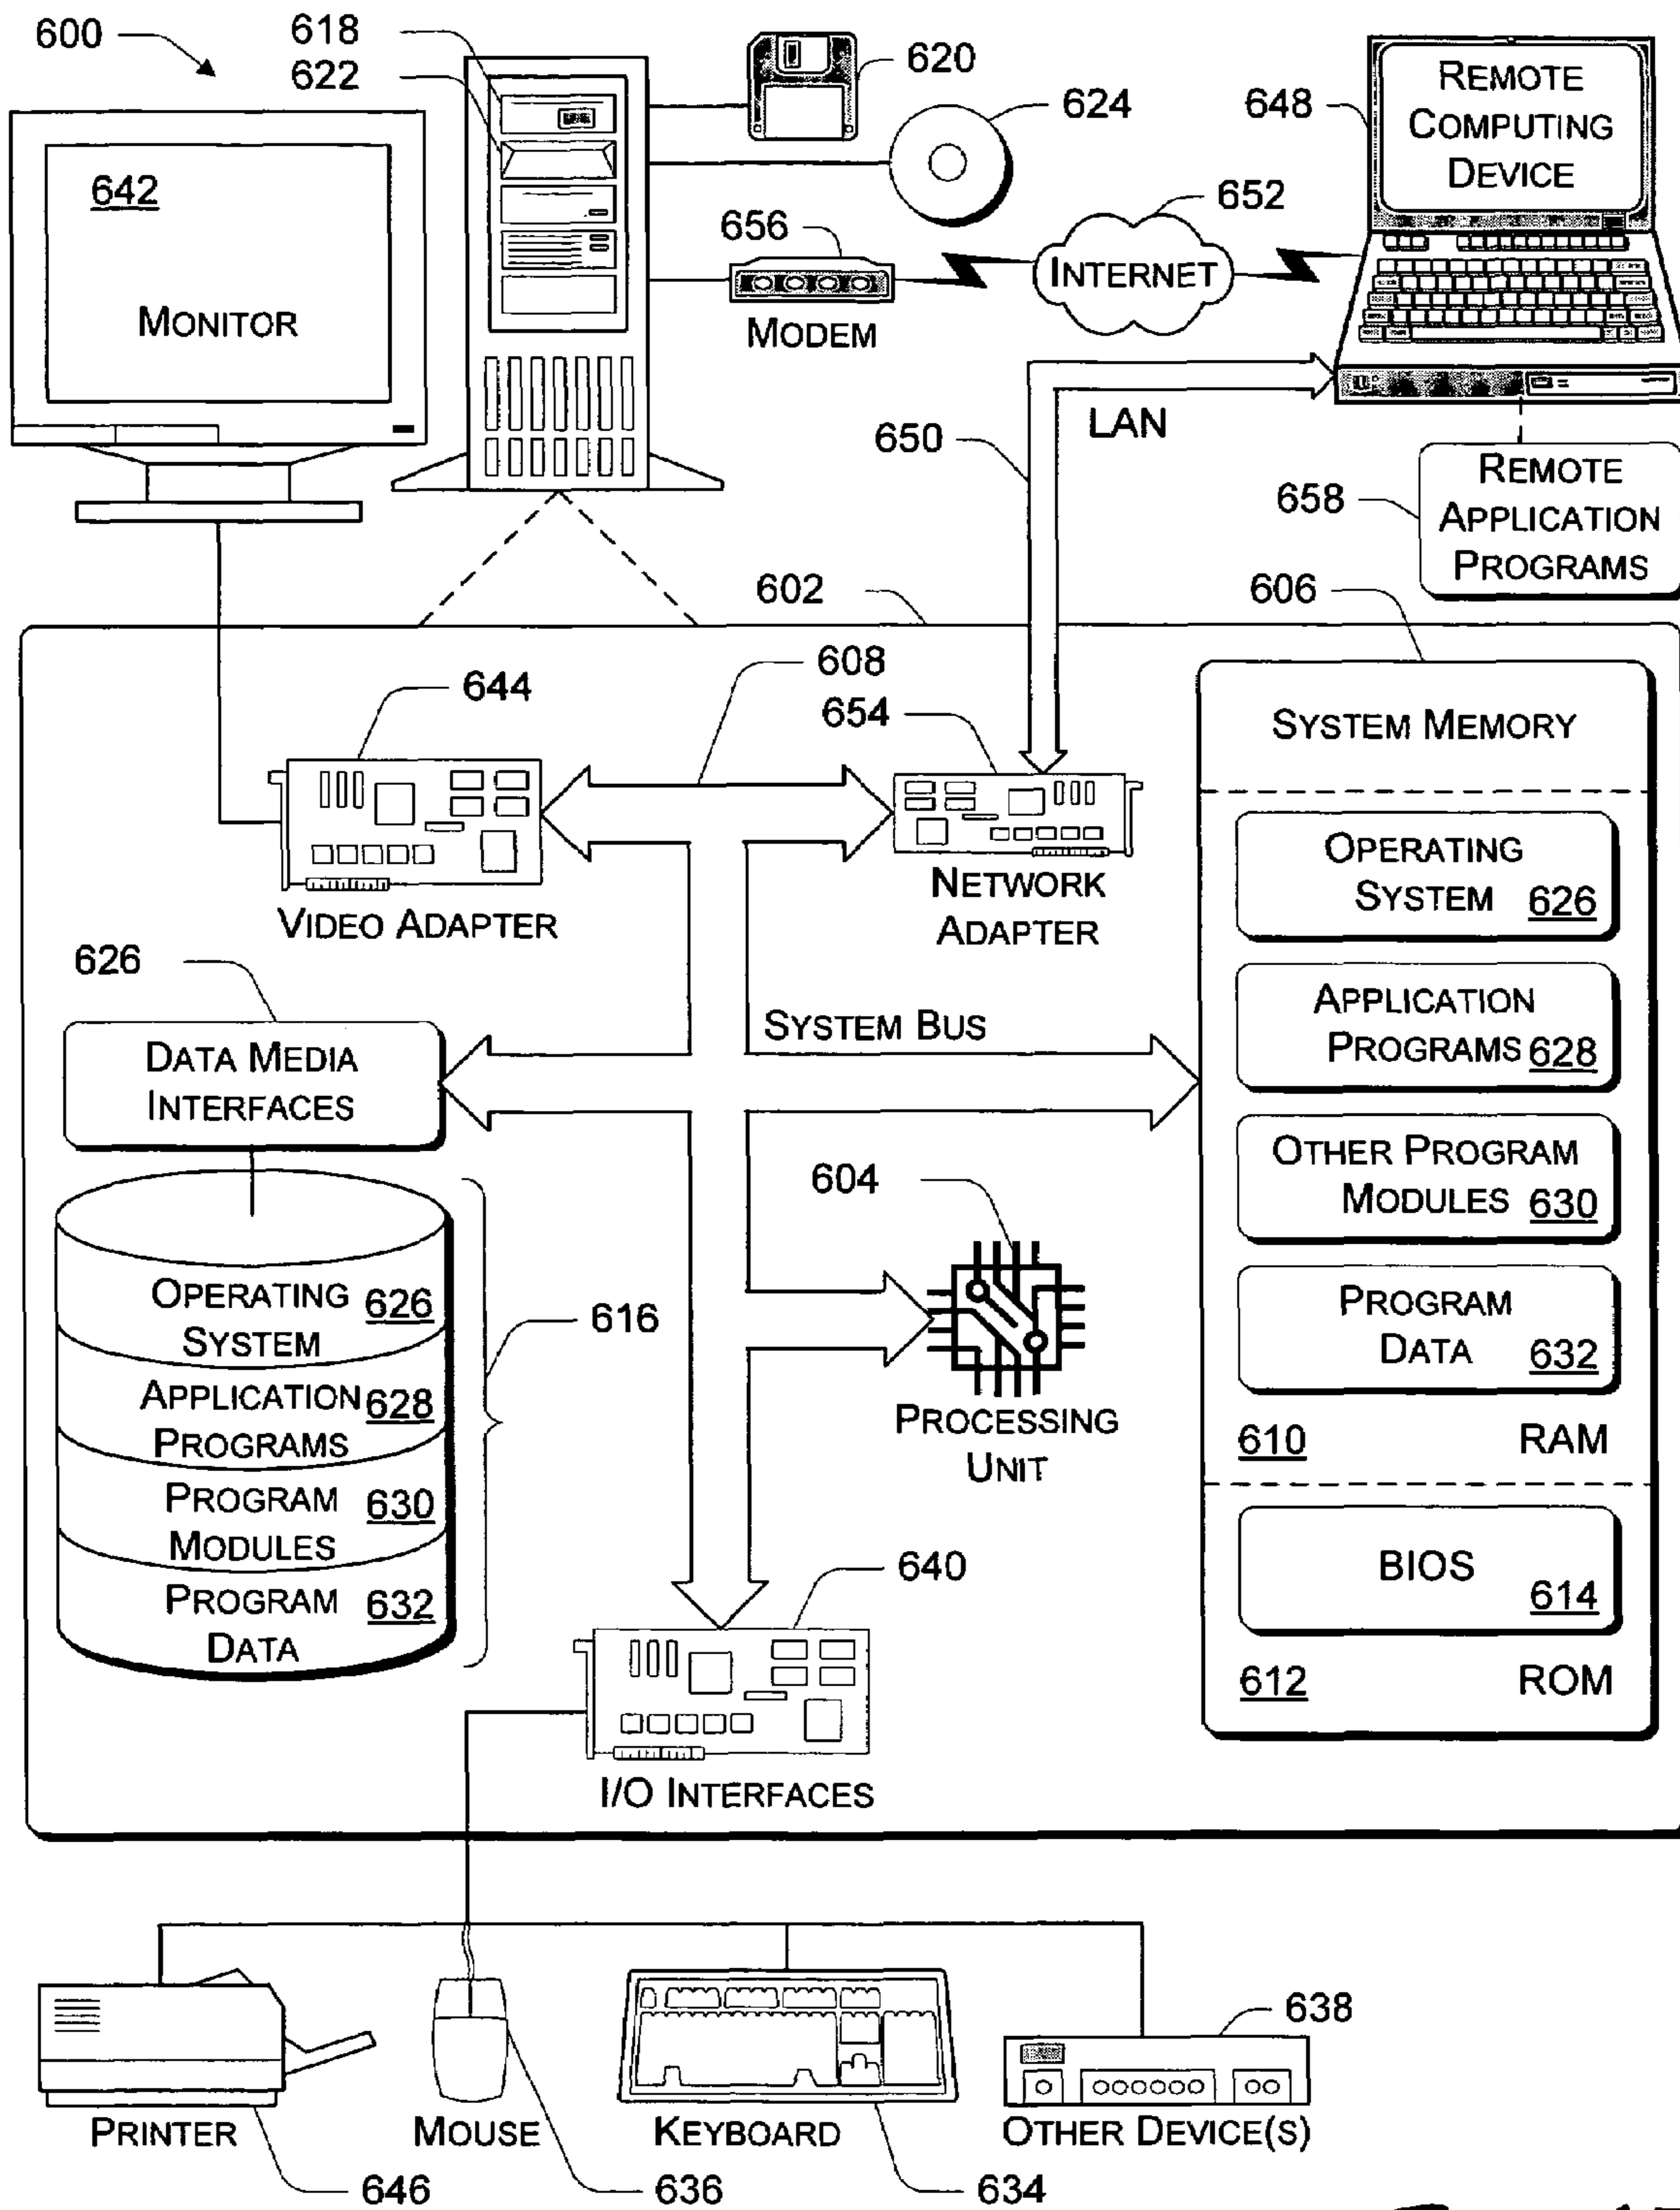 600
618
622
620
624
648
REMOTE
COMPUTING
DEVICE
642
MONITOR
656
MODEM
652
INTERNET
650
LAN
658
REMOTE
APPLICATION
PROGRAMS
602
606
608
644
654
VIDEO ADAPTER
NETWORK
ADAPTER
SYSTEM MEMORY
OPERATING
SYSTEM 626
APPLICATION
PROGRAMS 628
OTHER PROGRAM
MODULES 630
PROGRAM
DATA 632
610 RAM
BIOS
614
612 ROM
626
DATA MEDIA
INTERFACES
SYSTEM BUS
604
PROCESSING
UNIT
OPERATING 626
SYSTEM
APPLICATION 628
PROGRAMS
PROGRAM 630
MODULES
PROGRAM 632
DATA
616
640
I/O INTERFACES
PRINTER
646
MOUSE
636
KEYBOARD
634
638
OTHER DEVICE(S)